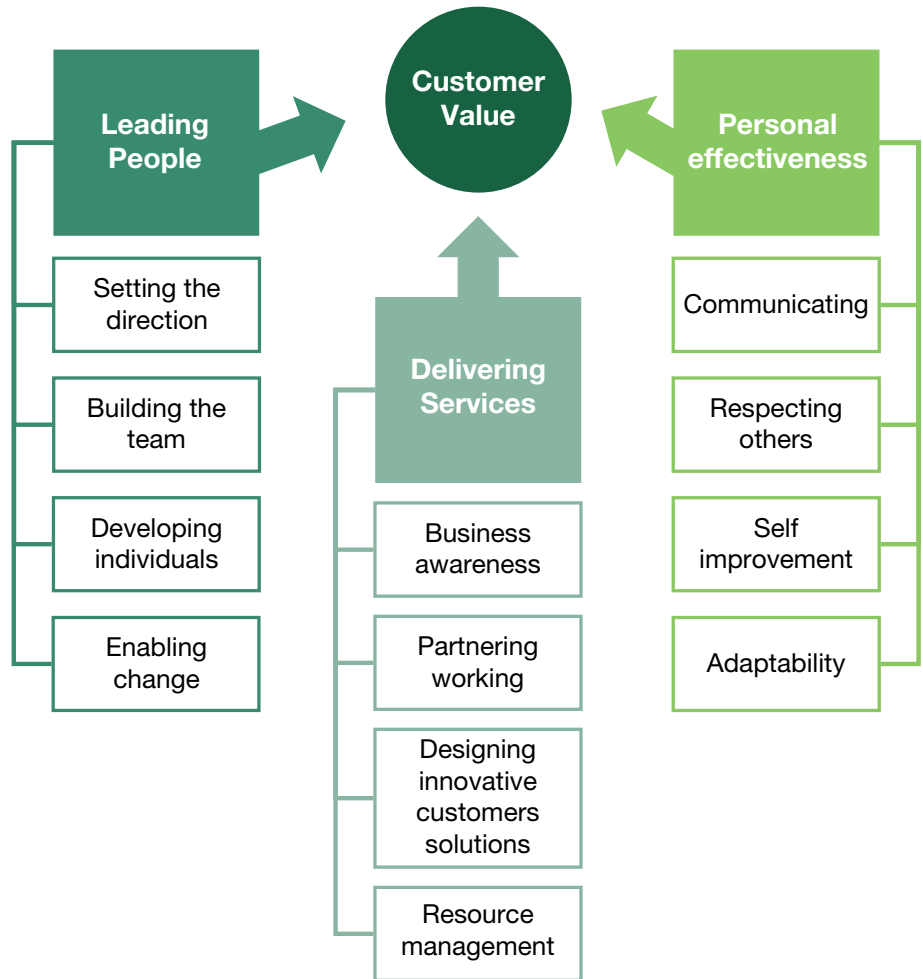 Customer
Value
Leading
People
Setting the
direction
Building the
team
Developing
individuals
Enabling
change
Delivering
Services
Business
awareness
Partnering
working
Designing
innovative
customers
solutions
Resource
management
Personal
effectiveness
Communicating
Respecting
others
Self
improvement
Adaptability